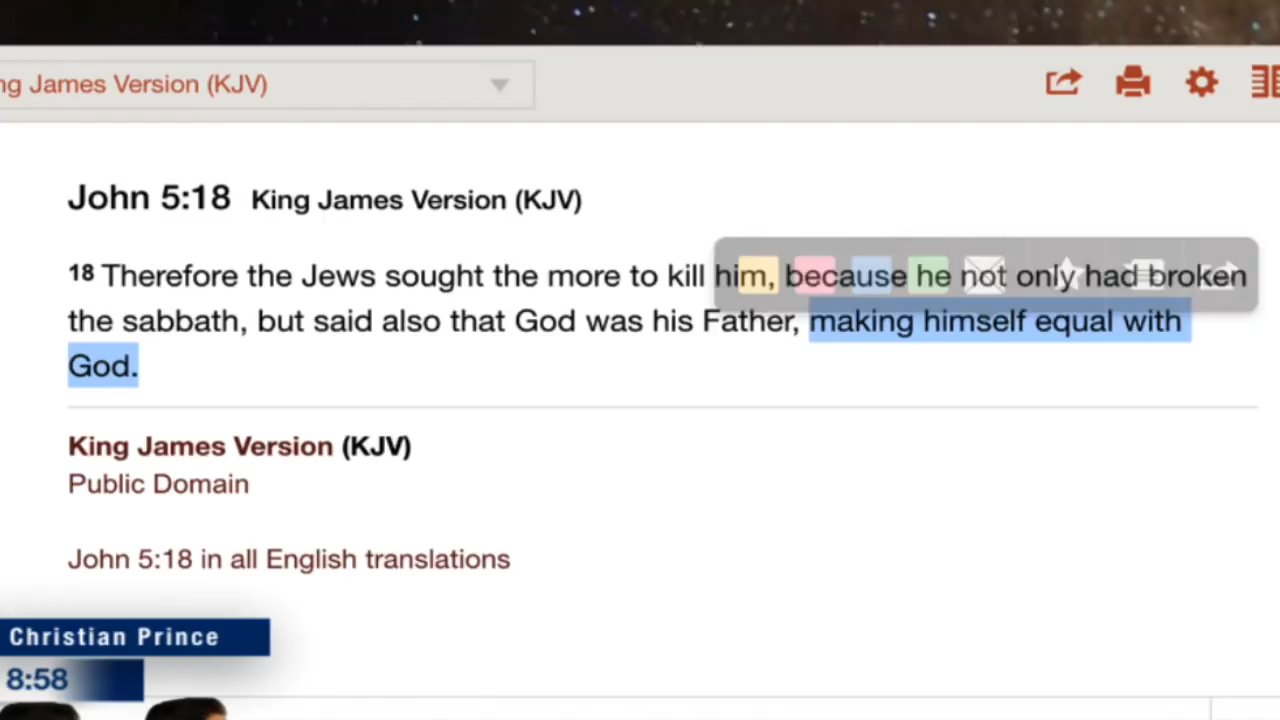 ng James Version (KJV)
John 5:18 King James Version (KJV)
18 Therefore the Jews sought the more to kill him, because he not only had broken
the sabbath, but said also that God was his Father, making himself equal with
God.
King James Version (KJV)
Public Domain
John 5:18 in all English translations
Christian Prince
8:58